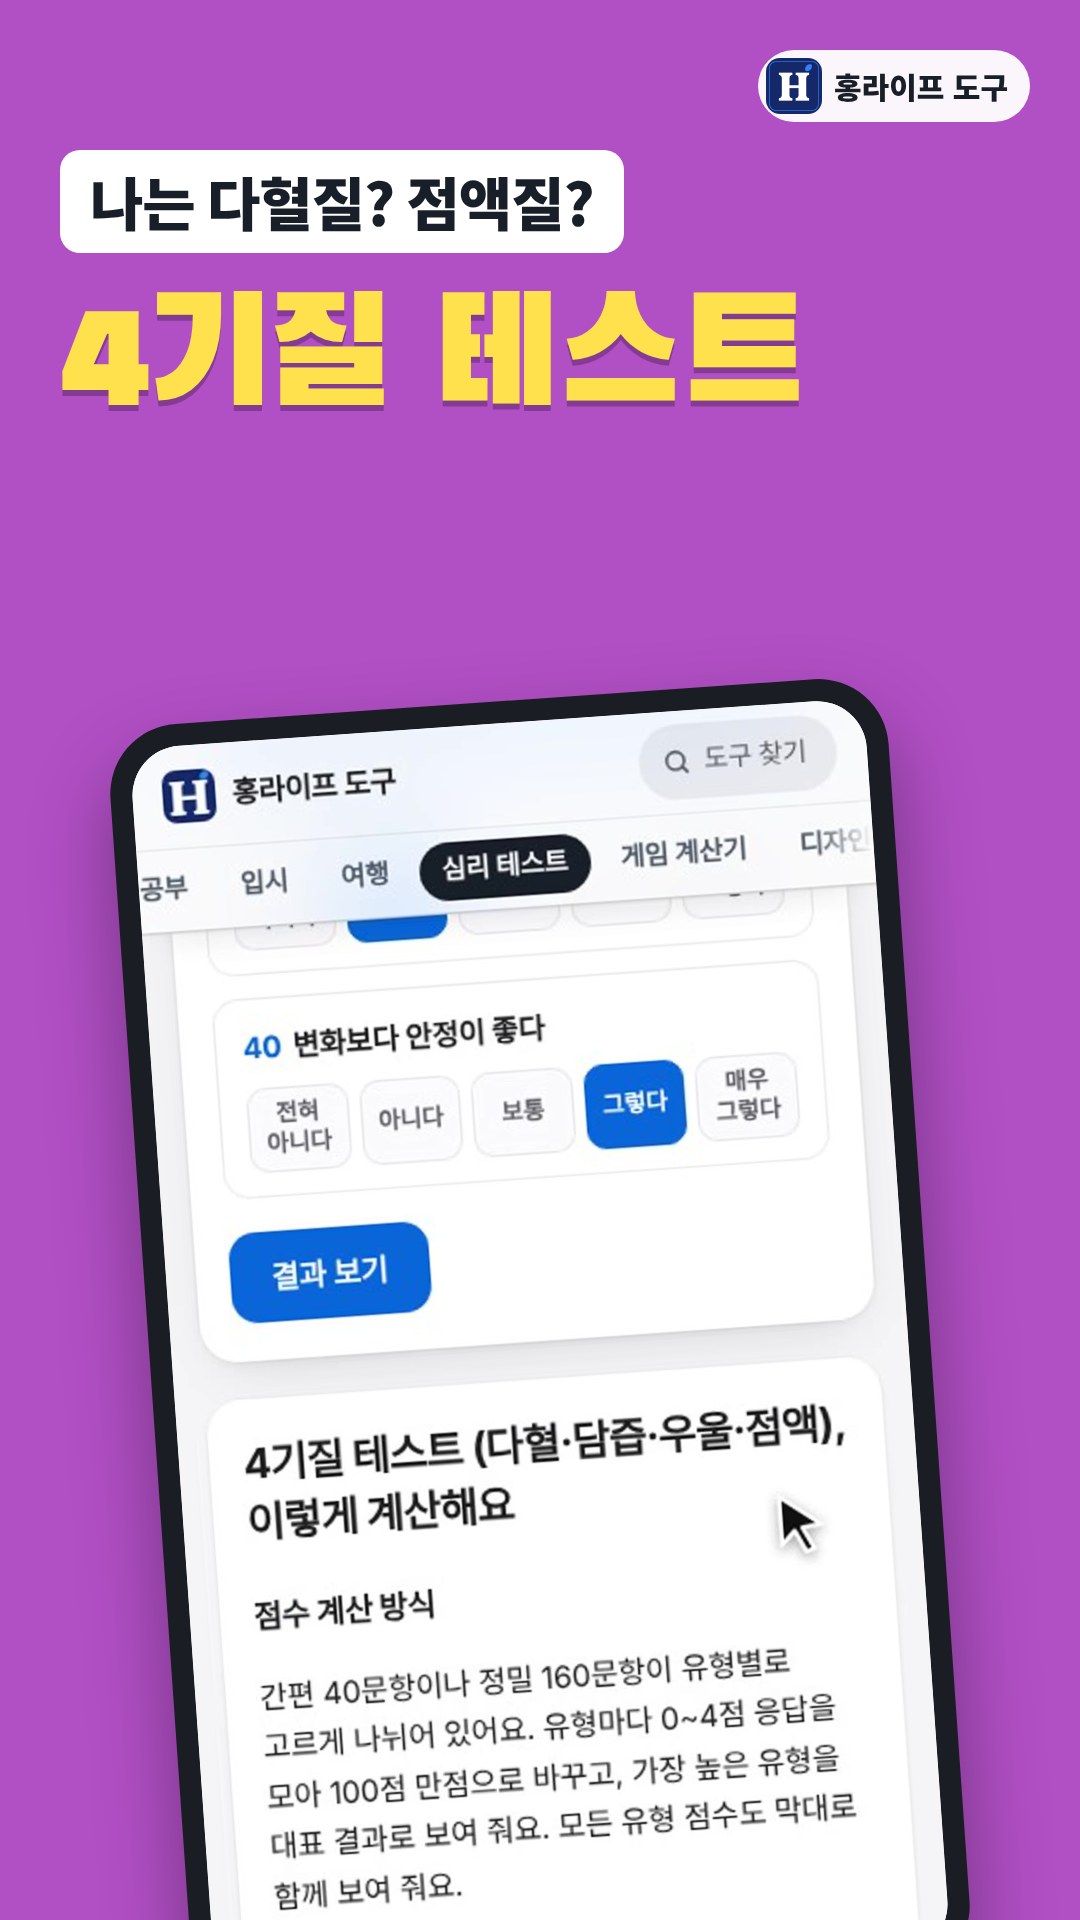 홍라이프 도구
나는 다혈질? 점액질?
4기질 테스트
홍라이프 도구
도구 찾기
공부 입시 여행 심리 테스트 게임 계산기 디자인
40 변화보다 안정이 좋다
전혀 아니다
아니다
보통
그렇다
매우 그렇다
결과 보기
4기질 테스트 (다혈·담즙·우울·점액),
이렇게 계산해요
점수 계산 방식
간편 40문항이나 정밀 160문항이 유형별로
고르게 나뉘어 있어요. 유형마다 0~4점 응답을
모아 100점 만점으로 바꾸고, 가장 높은 유형을
대표 결과로 보여 줘요. 모든 유형 점수도 막대로
함께 보여 줘요.